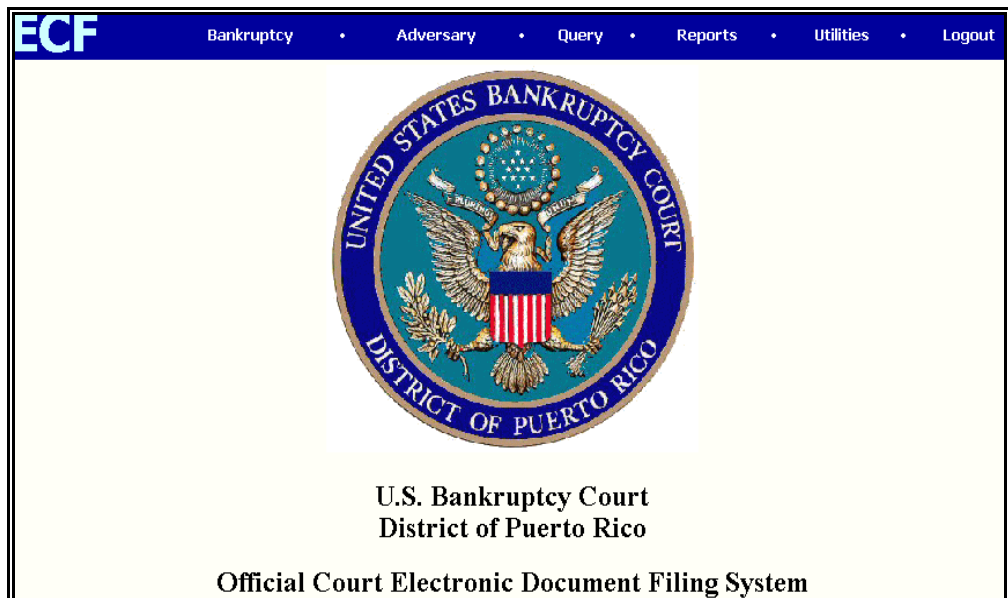 ECF Bankruptcy • Adversary • Query • Reports • Utilities • Logout
UNITED STATES BANKRUPTCY COURT
DISTRICT OF PUERTO RICO
U.S. Bankruptcy Court
District of Puerto Rico
Official Court Electronic Document Filing System